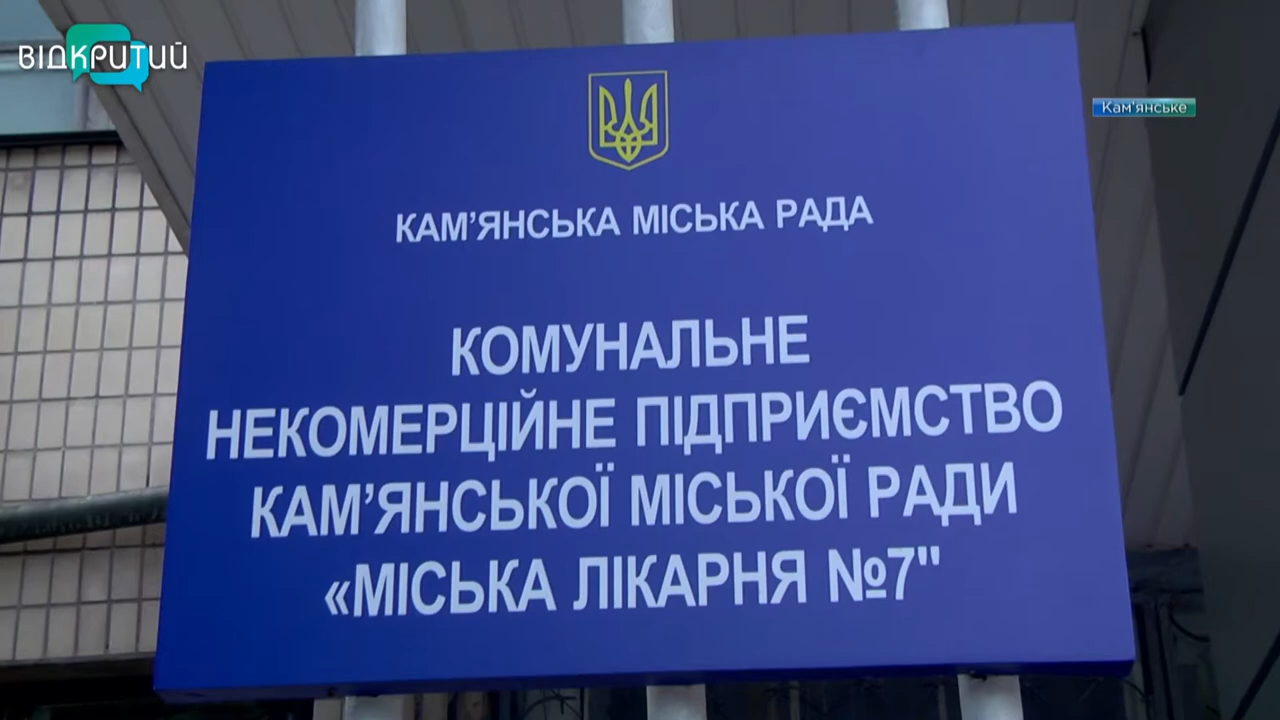 ВІДКРИТИЙ
Кам'янське
КАМ’ЯНСЬКА МІСЬКА РАДА
КОМУНАЛЬНЕ
НЕКОМЕРЦІЙНЕ ПІДПРИЄМСТВО
КАМ’ЯНСЬКОЇ МІСЬКОЇ РАДИ
«МІСЬКА ЛІКАРНЯ №7"